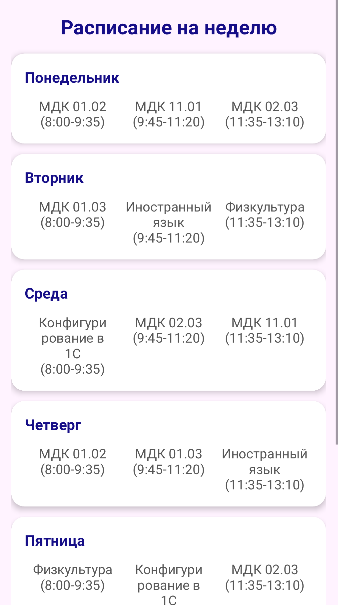 Расписание на неделю
Понедельник
МДК 01.02 МДК 11.01 МДК 02.03
(8:00-9:35) (9:45-11:20) (11:35-13:10)
Вторник
МДК 01.03 Иностранный Физкультура
(8:00-9:35) язык (11:35-13:10)
(9:45-11:20)
Среда
Конфигури МДК 02.03 МДК 11.01
рование в (9:45-11:20) (11:35-13:10)
1С
(8:00-9:35)
Четверг
МДК 01.02 МДК 01.03 Иностранный
(8:00-9:35) (9:45-11:20) язык
(11:35-13:10)
Пятница
Физкультура Конфигури МДК 02.03
(8:00-9:35) рование в (11:35-13:10)
1С